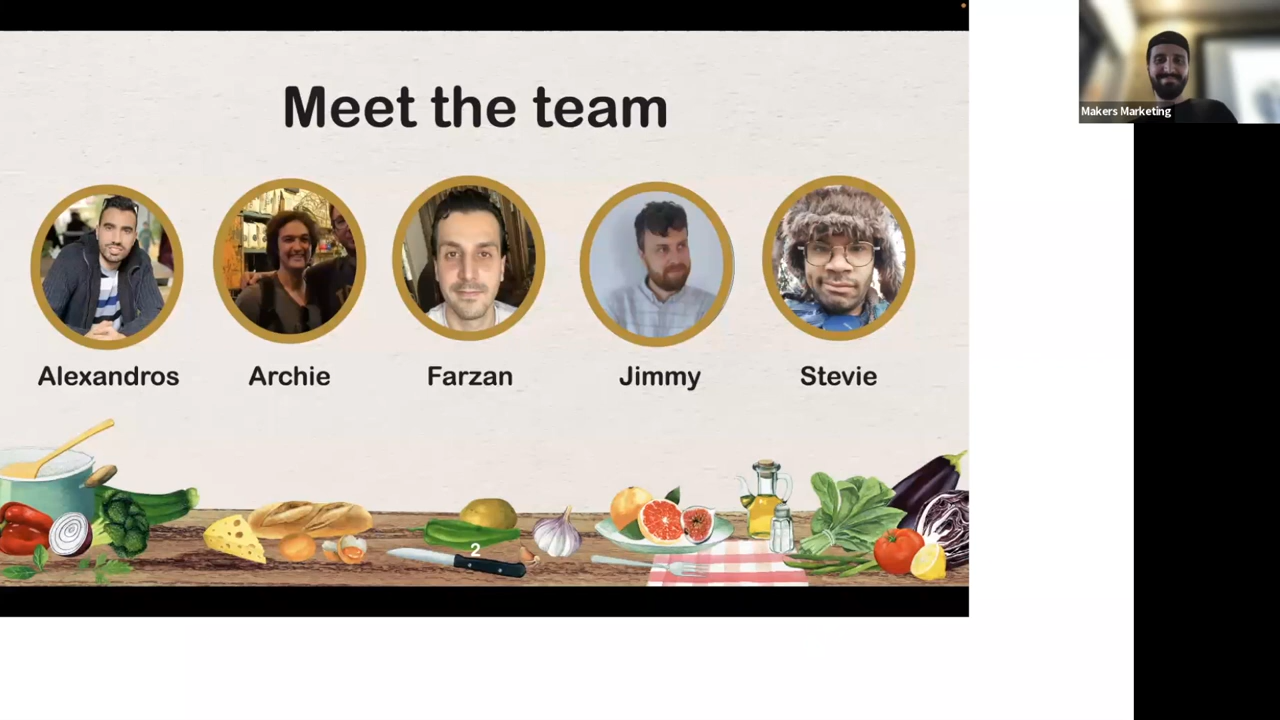 Meet the team
Makers Marketing
Alexandros
Archie
Farzan
Jimmy
Stevie
2